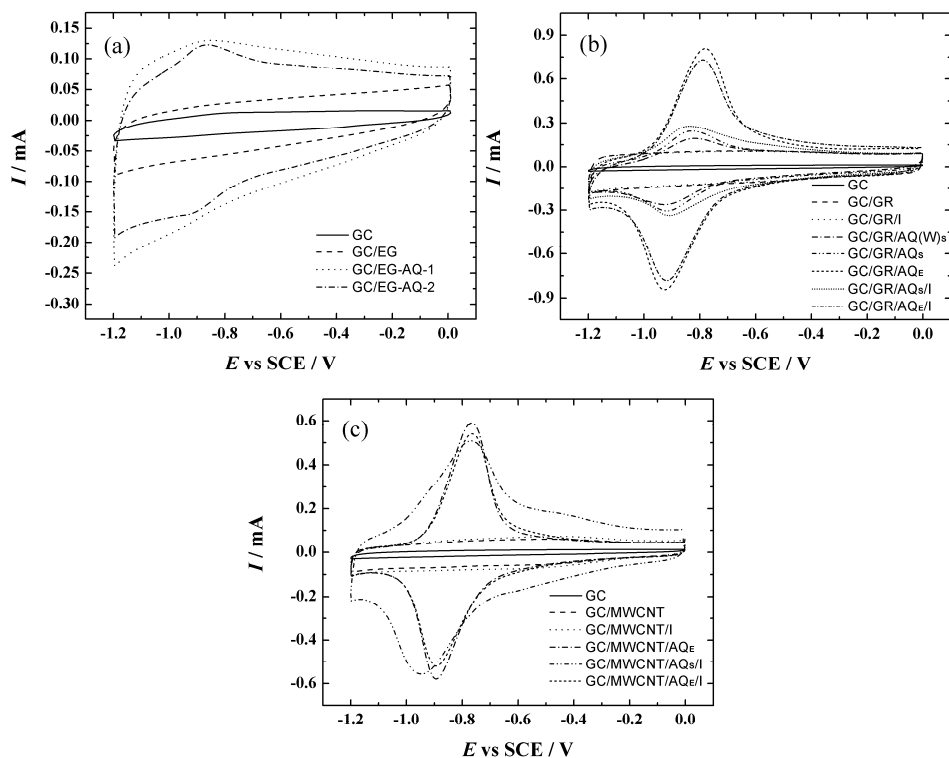 (a)
I / mA
0.15
0.10
0.05
0.00
-0.05
-0.10
-0.15
-0.20
-0.25
-0.30
-1.2 -1.0 -0.8 -0.6 -0.4 -0.2 0.0
E vs SCE / V
GC
GC/EG
GC/EG-AQ-1
GC/EG-AQ-2
(b)
I / mA
0.9
0.6
0.3
0.0
-0.3
-0.6
-0.9
-1.2 -1.0 -0.8 -0.6 -0.4 -0.2 0.0
E vs SCE / V
GC
GC/GR
GC/GR/I
GC/GR/AQ(W)S
GC/GR/AQS
GC/GR/AQE
GC/GR/AQS/I
GC/GR/AQE/I
(c)
I / mA
0.6
0.4
0.2
0.0
-0.2
-0.4
-0.6
-1.2 -1.0 -0.8 -0.6 -0.4 -0.2 0.0
E vs SCE / V
GC
GC/MWCNT
GC/MWCNT/I
GC/MWCNT/AQE
GC/MWCNT/AQS/I
GC/MWCNT/AQE/I